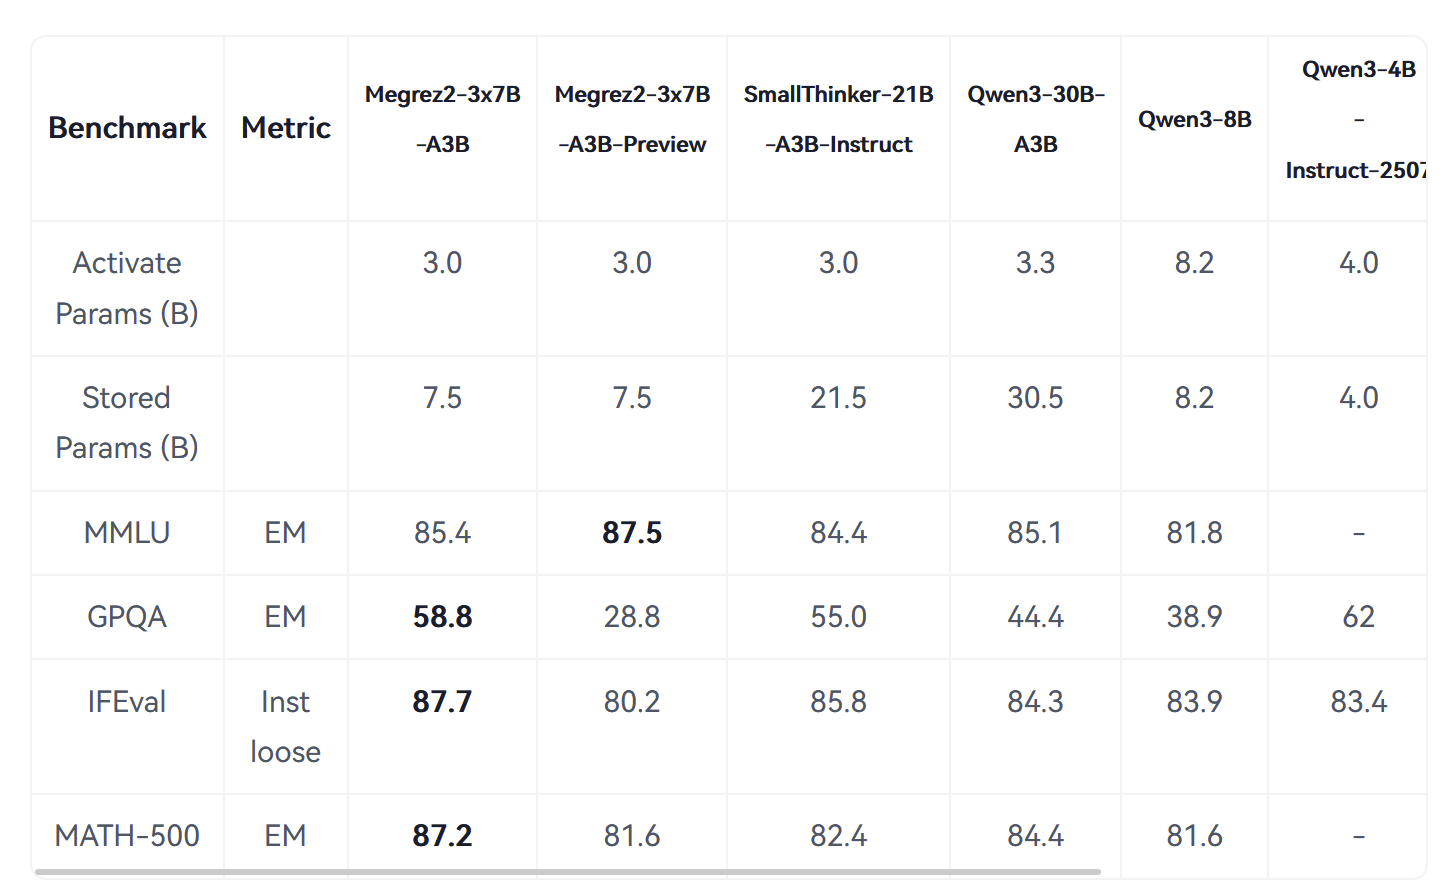 Benchmark Metric Megrez2-3x7B-A3B Megrez2-3x7B-A3B-Preview SmallThinker-21B-A3B-Instruct Qwen3-30B-A3B Qwen3-8B Qwen3-4B-Instruct-2507
Activate Params (B) 3.0 3.0 3.0 3.3 8.2 4.0
Stored Params (B) 7.5 7.5 21.5 30.5 8.2 4.0
MMLU EM 85.4 87.5 84.4 85.1 81.8 -
GPQA EM 58.8 28.8 55.0 44.4 38.9 62
IFEval Inst loose 87.7 80.2 85.8 84.3 83.9 83.4
MATH-500 EM 87.2 81.6 82.4 84.4 81.6 -